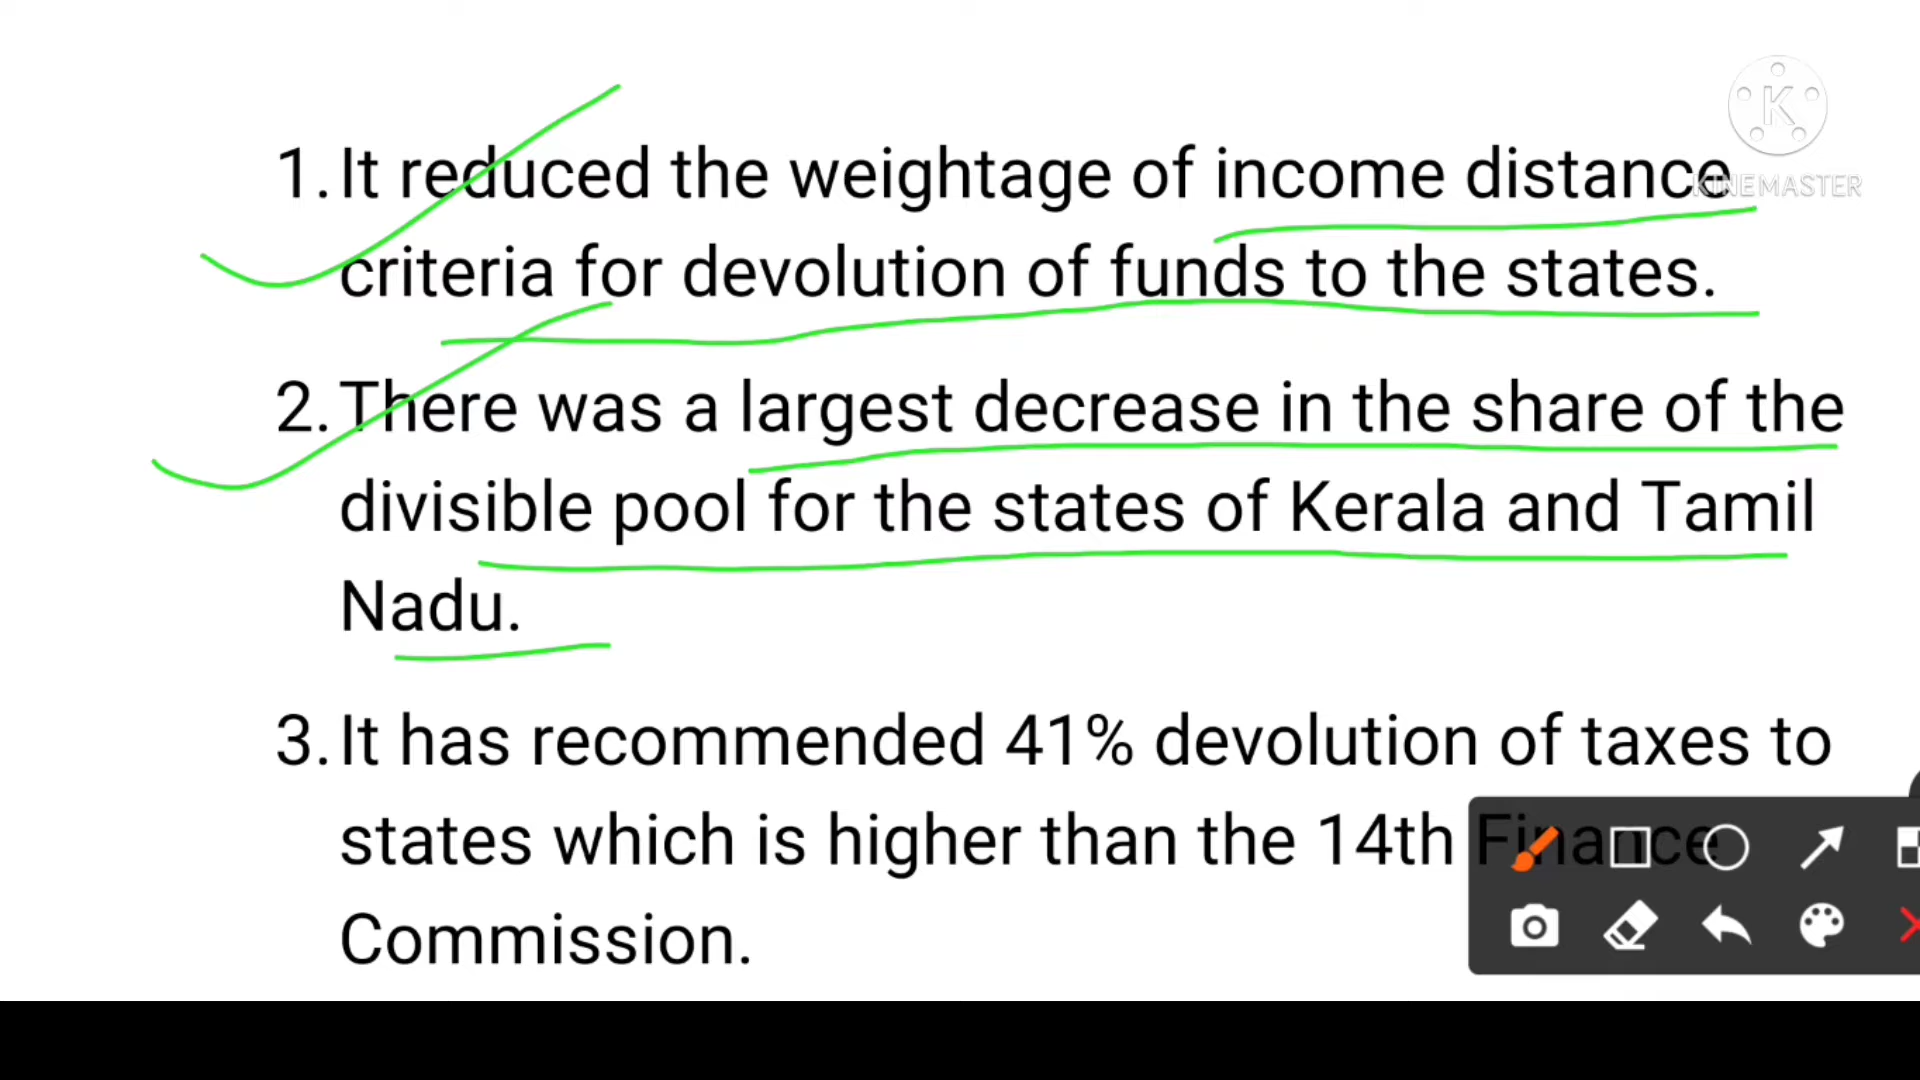 1. It reduced the weightage of income distance
criteria for devolution of funds to the states.
2. There was a largest decrease in the share of the
divisible pool for the states of Kerala and Tamil
Nadu.
3. It has recommended 41% devolution of taxes to
states which is higher than the 14th Finance
Commission.
K
KINEMASTER